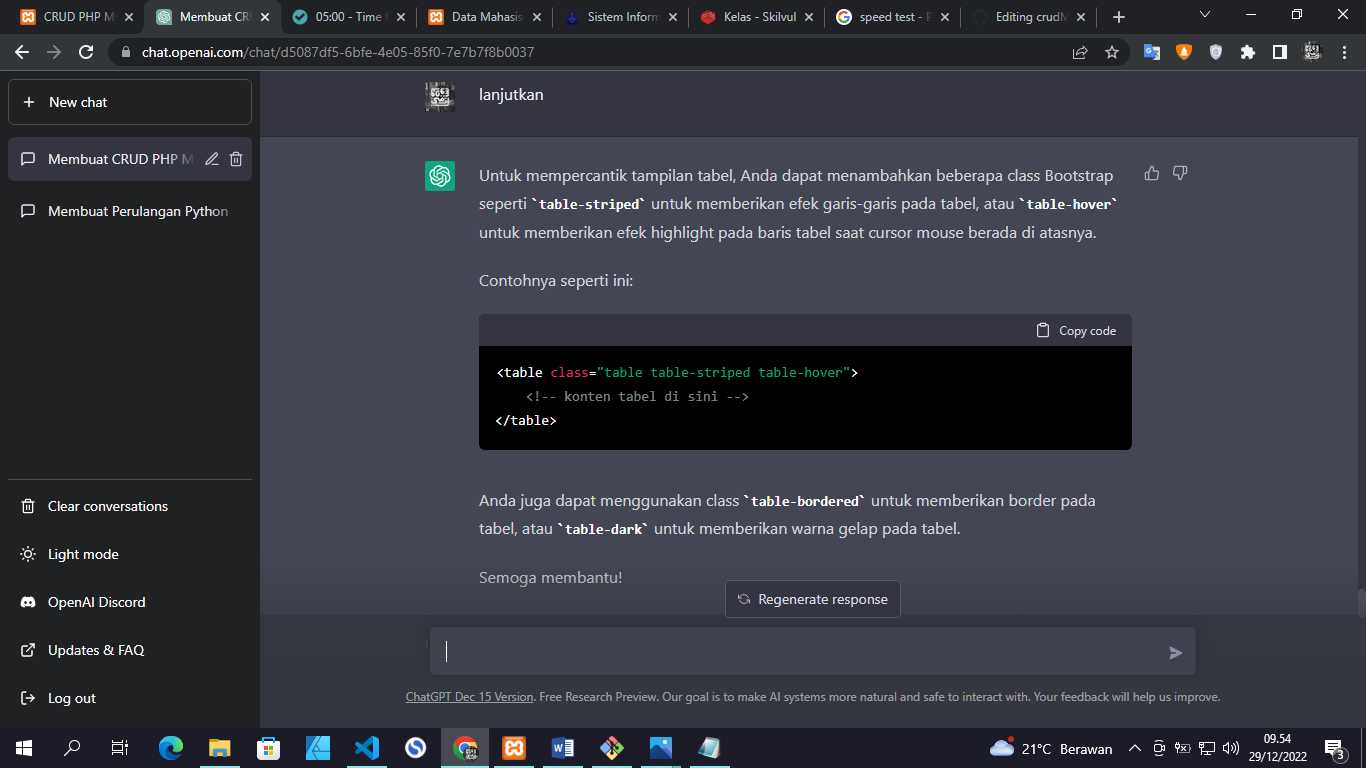 CRUD PHP M
Membuat CRU
05:00 - Time
Data Mahasis
Sistem Inform
Kelas - Skilvul
speed test - P
Editing crudM
chat.openai.com/chat/d5087df5-6bfe-4e05-85f0-7e7b7f8b0037
New chat
Membuat CRUD PHP M
Membuat Perulangan Python
Clear conversations
Light mode
OpenAI Discord
Updates & FAQ
Log out
lanjutkan
Untuk mempercantik tampilan tabel, Anda dapat menambahkan beberapa class Bootstrap
seperti `table-striped` untuk memberikan efek garis-garis pada tabel, atau `table-hover`
untuk memberikan efek highlight pada baris tabel saat cursor mouse berada di atasnya.
Contohnya seperti ini:
Copy code
<table class="table table-striped table-hover">
<!-- konten tabel di sini -->
</table>
Anda juga dapat menggunakan class `table-bordered` untuk memberikan border pada
tabel, atau `table-dark` untuk memberikan warna gelap pada tabel.
Semoga membantu!
Regenerate response
ChatGPT Dec 15 Version. Free Research Preview. Our goal is to make AI systems more natural and safe to interact with. Your feedback will help us improve.
21°C Berawan
09.54
29/12/2022
3